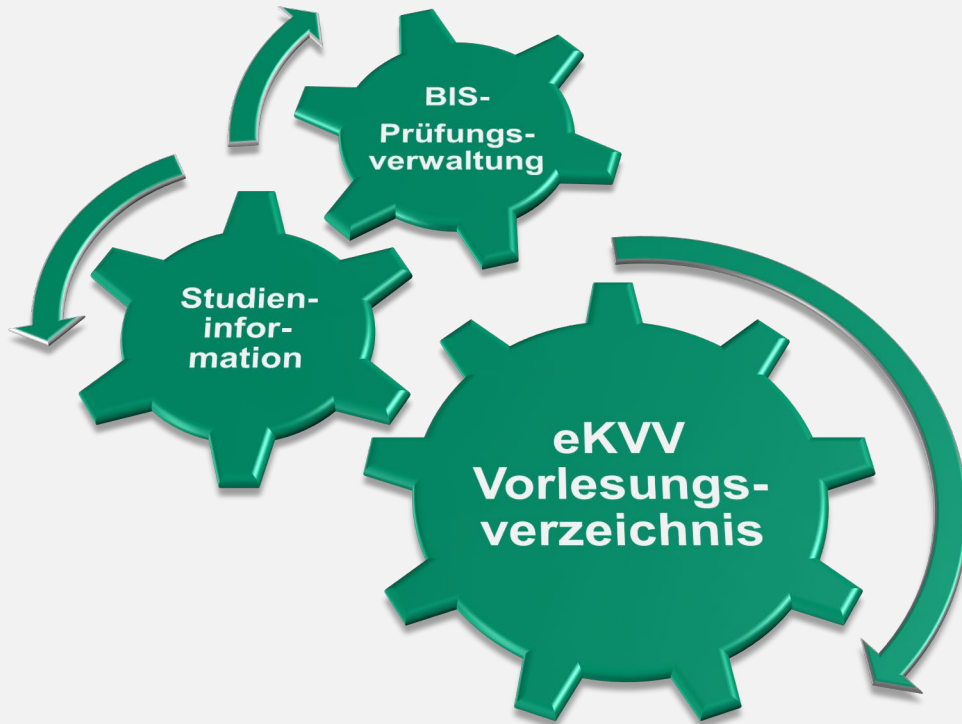 BIS-
Prüfungs-
verwaltung
Studien-
infor-
mation
eKVV
Vorlesungs-
verzeichnis